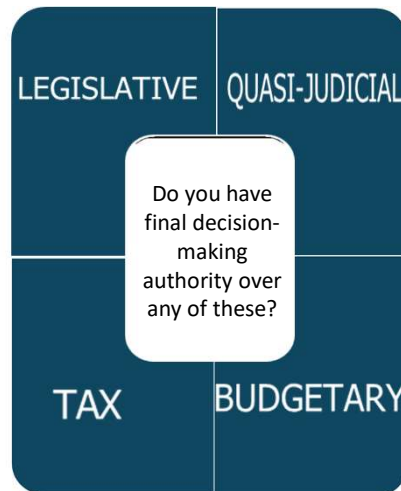 LEGISLATIVE
QUASI-JUDICIAL
Do you have
final decision-
making
authority over
any of these?
TAX
BUDGETARY